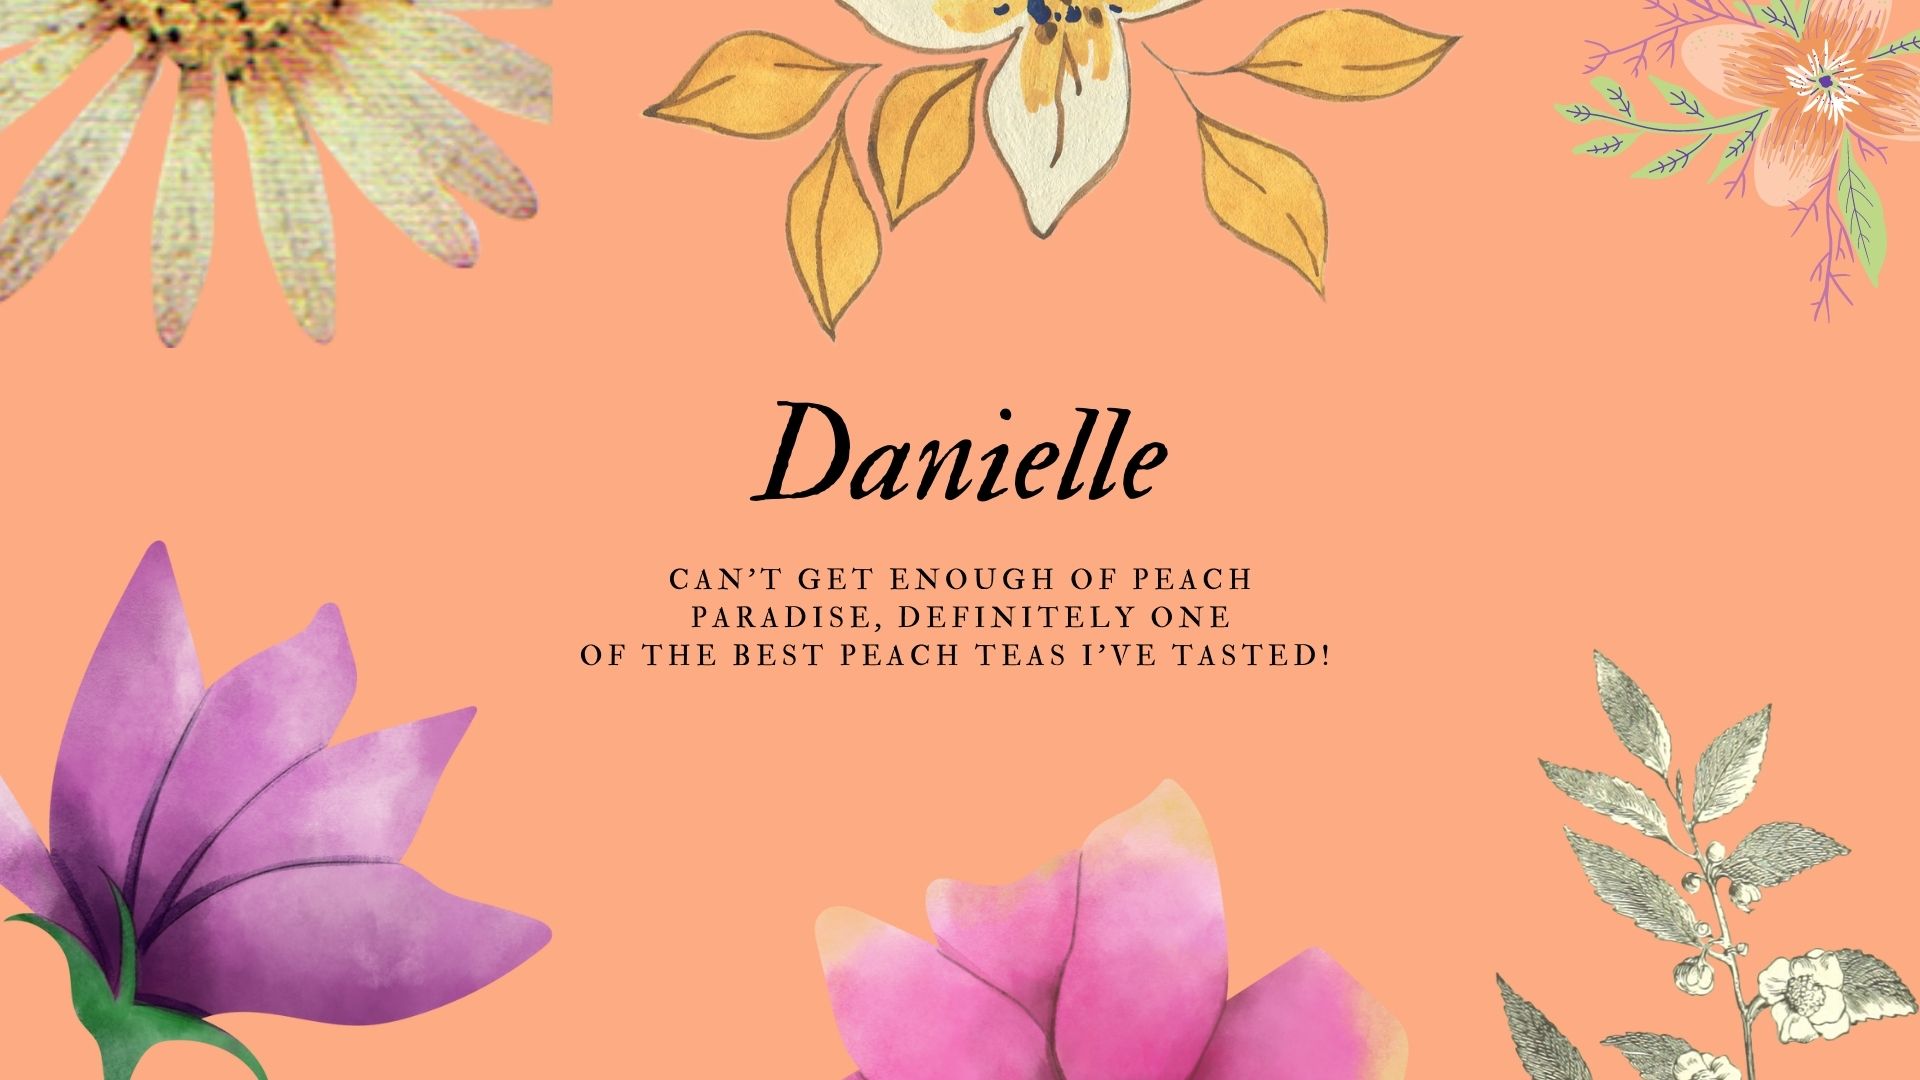 Danielle
CAN’T GET ENOUGH OF PEACH
PARADISE, DEFINITELY ONE
OF THE BEST PEACH TEAS I’VE TASTED!